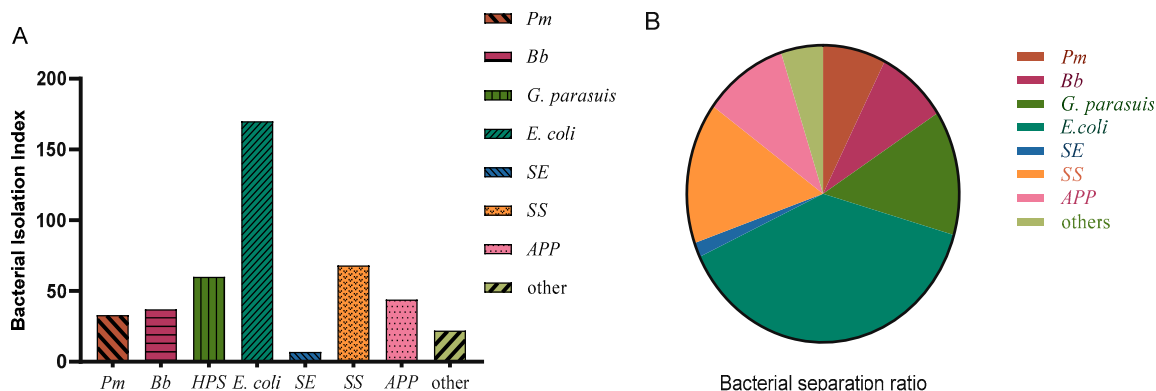 A
Bacterial Isolation Index
200
150
100
50
0
Pm Bb HPS E. coli SE SS APP other
Pm
Bb
G. parasuis
E. coli
SE
SS
APP
other
B
Pm
Bb
G. parasuis
E.coli
SE
SS
APP
others
Bacterial separation ratio